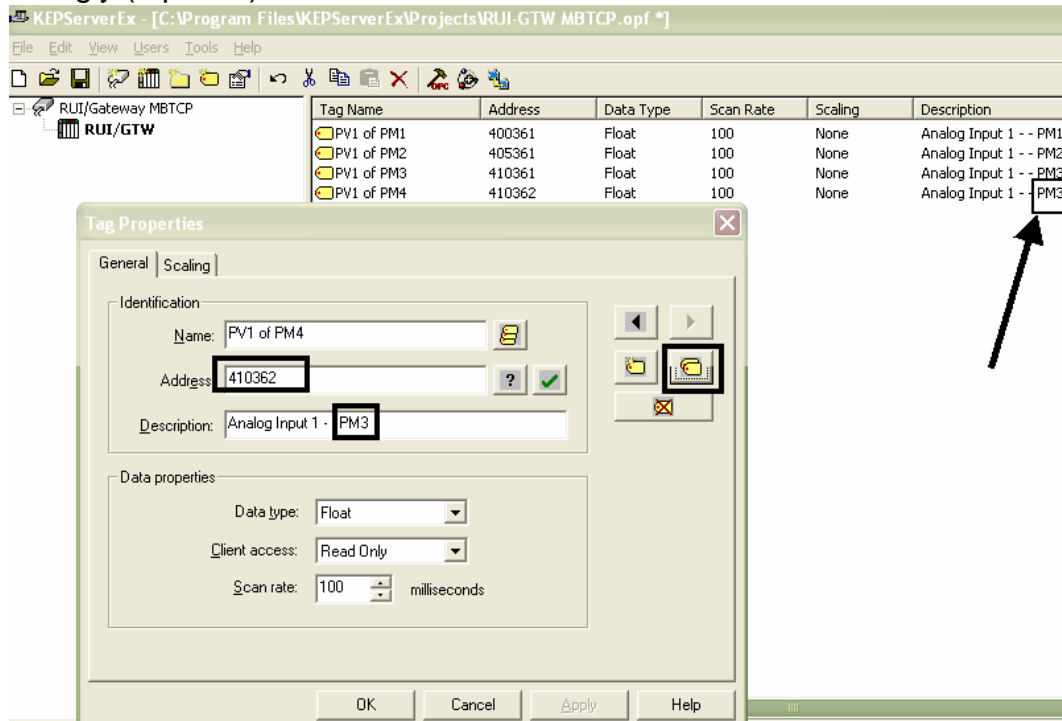 KEPServerEx - [C:\Program Files\KEPServerEx\Projects\RUI-GTW MBTCP.opf *]
File Edit View Users Tools Help
RUI/Gateway MBTCP
RUI/GTW
Tag Name Address Data Type Scan Rate Scaling Description
PV1 of PM1 400361 Float 100 None Analog Input 1 - - PM1
PV1 of PM2 405361 Float 100 None Analog Input 1 - - PM2
PV1 of PM3 410361 Float 100 None Analog Input 1 - - PM3
PV1 of PM4 410362 Float 100 None Analog Input 1 - - PM3
Tag Properties
General Scaling
Identification
Name: PV1 of PM4
Address 410362 ?
Description: Analog Input 1 - PM3
Data properties
Data type: Float
Client access: Read Only
Scan rate: 100 milliseconds
OK Cancel Apply Help